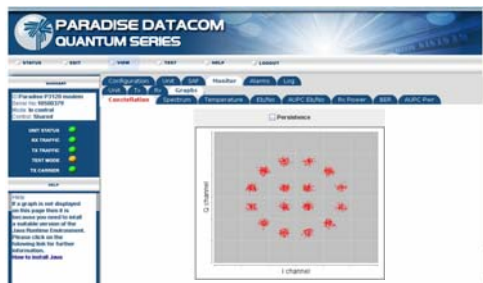 PARADISE DATACOM
QUANTUM SERIES
STATUS EDIT VIEW TEST HELP LOGOUT
Configuration Unit SAF Monitor Alarms Log
Unit Tx Rx Graphs
Constellation Spectrum Temperature Eb/No AUPC Eb/No Rx Power BER AUPC Pwr
Persistence
Mode: In control
Control: Shared
UNIT STATUS
RX TRAFFIC
TX TRAFFIC
TEST MODE
TX CARRIER
HELP
If a graph is not displayed
on this page then it is
because you need to intall
a suitable version of the
Java Runtime Environment.
Please click on the
following link for further
information.
How to install Java
Q channel
I channel